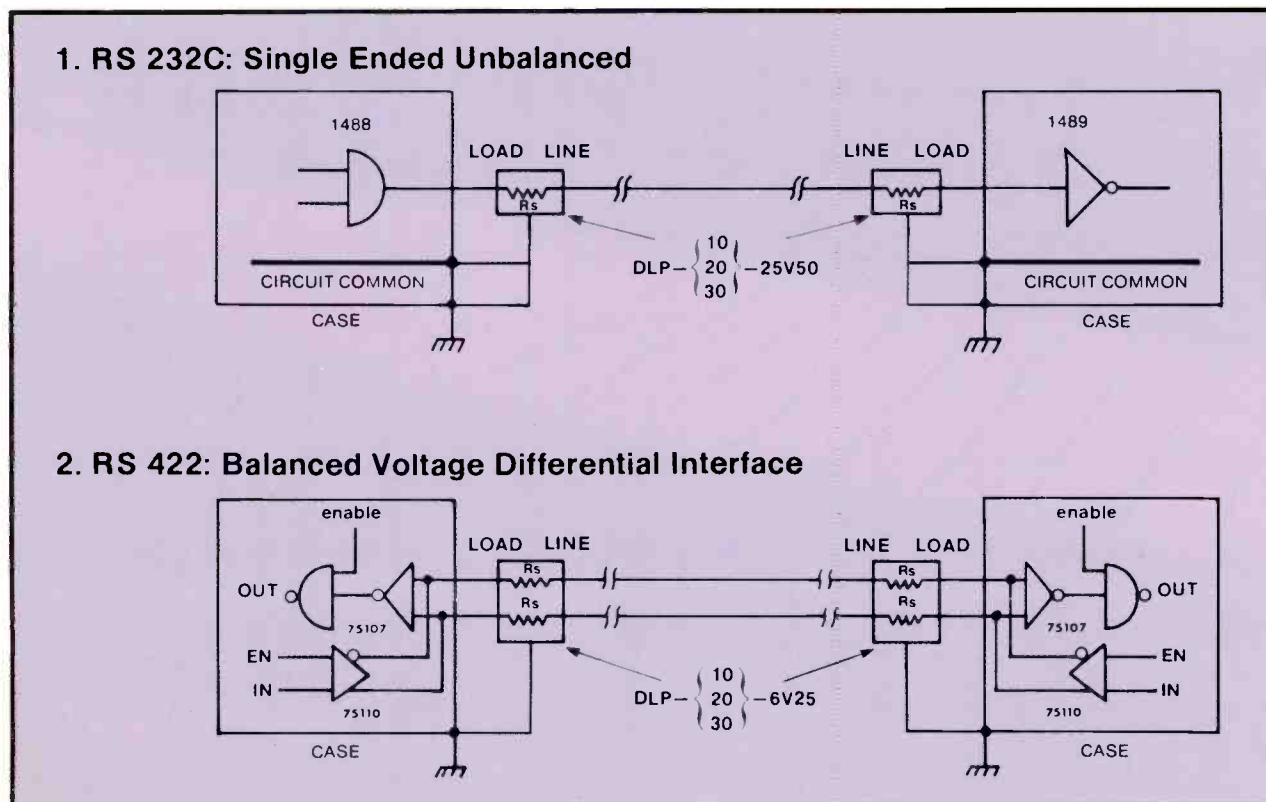 1. RS 232C: Single Ended Unbalanced
1488
1489
LOAD LINE
LINE LOAD
Rs
Rs
DLP-{10 20 30}-25V50
CIRCUIT COMMON
CIRCUIT COMMON
CASE
CASE
2. RS 422: Balanced Voltage Differential Interface
enable
enable
LOAD LINE
LINE LOAD
Rs
Rs
OUT
OUT
Rs
Rs
75107
75107
EN
EN
IN
IN
75110
75110
DLP-{10 20 30}-6V25
CASE
CASE